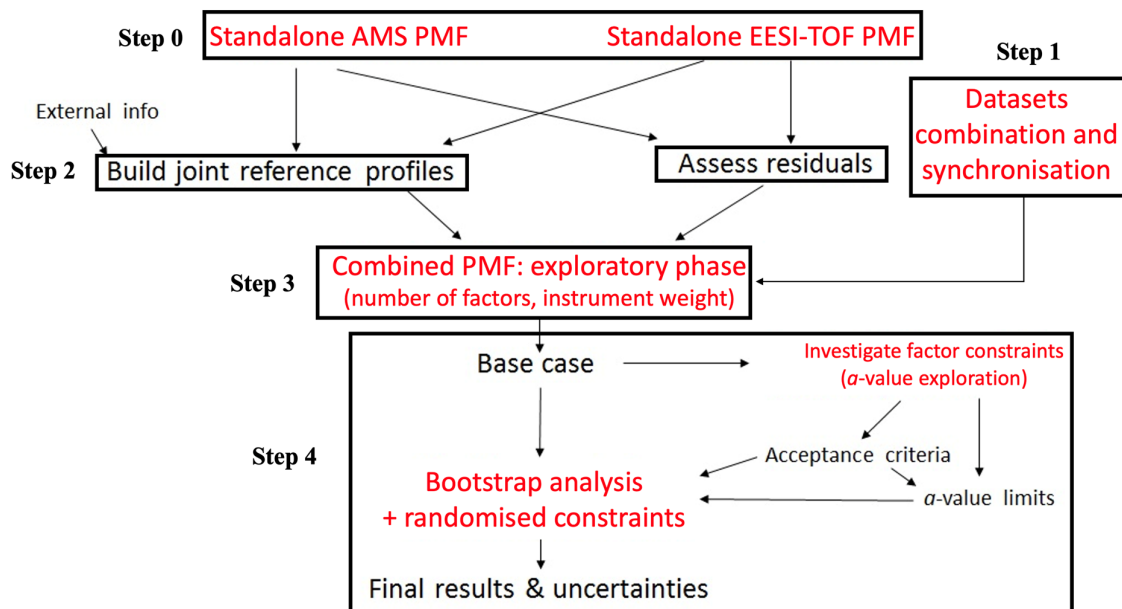 Step 0
Standalone AMS PMF
Standalone EESI-TOF PMF
Step 1
Datasets
combination and
synchronisation
External info
Step 2
Build joint reference profiles
Assess residuals
Step 3
Combined PMF: exploratory phase
(number of factors, instrument weight)
Step 4
Base case
Investigate factor constraints
(a-value exploration)
Acceptance criteria
a-value limits
Bootstrap analysis
+ randomised constraints
Final results & uncertainties